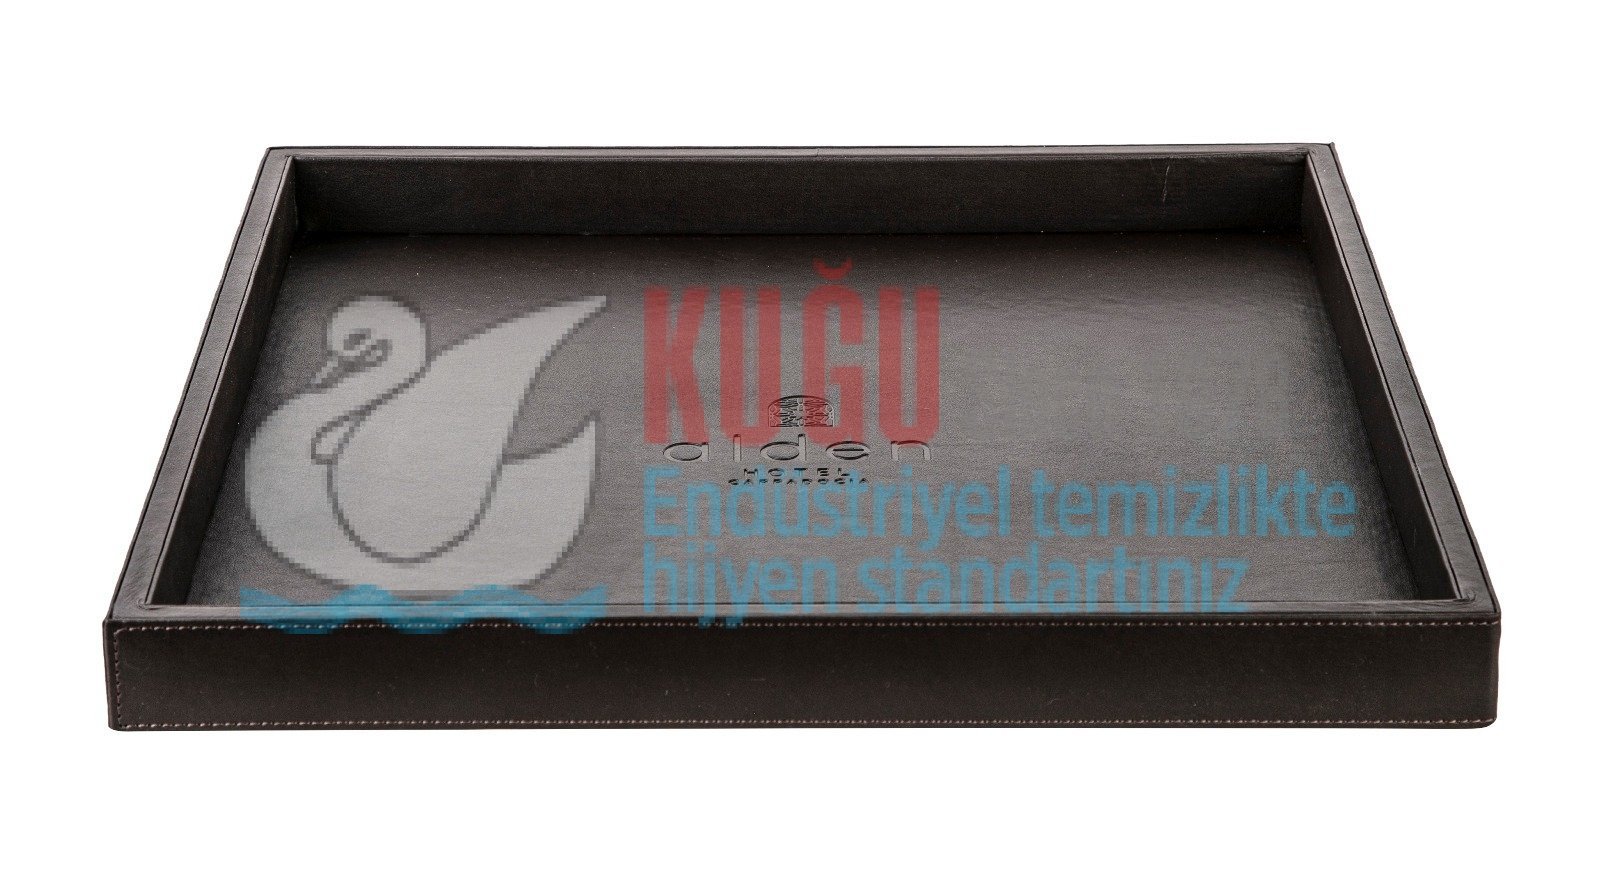 KUĞU
alden
HOTEL
CAPPADOCIA
Endüstriyel temizlikte
hijyen standartınız